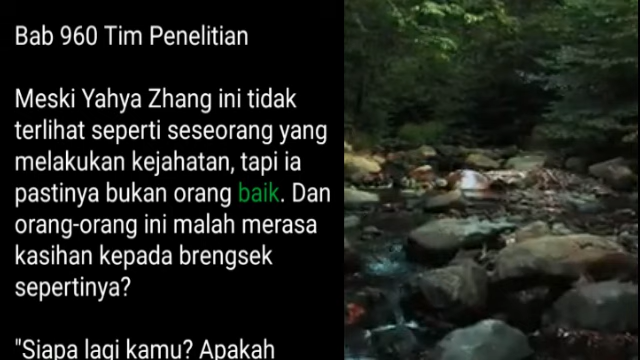 Bab 960 Tim Penelitian
Meski Yahya Zhang ini tidak
terlihat seperti seseorang yang
melakukan kejahatan, tapi ia
pastinya bukan orang baik. Dan
orang-orang ini malah merasa
kasihan kepada brengsek
sepertinya?
"Siapa lagi kamu? Apakah